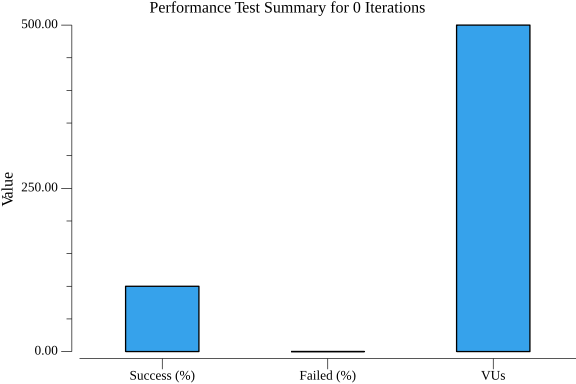 Performance Test Summary for 0 Iterations
500.00
250.00
0.00
Value
Success (%)
Failed (%)
VUs